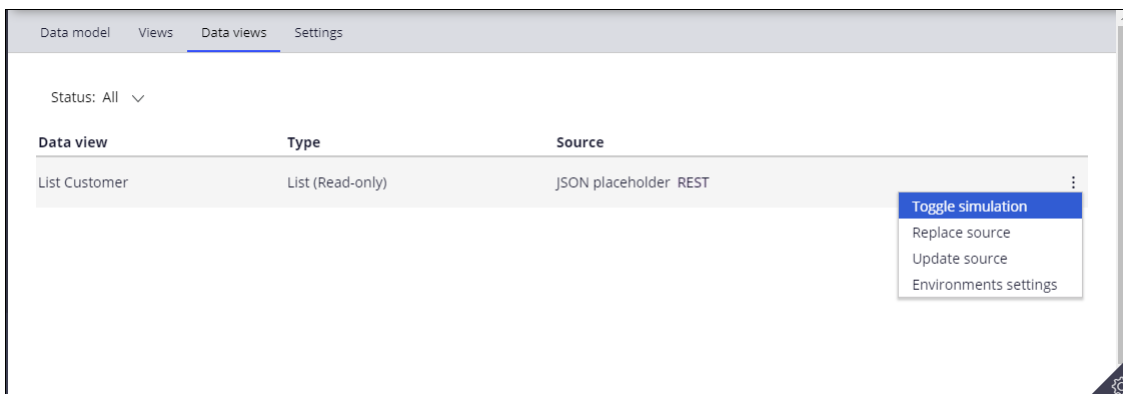 Data model Views Data views Settings
Status: All
Data view Type Source
List Customer List (Read-only) JSON placeholder REST
Toggle simulation
Replace source
Update source
Environments settings